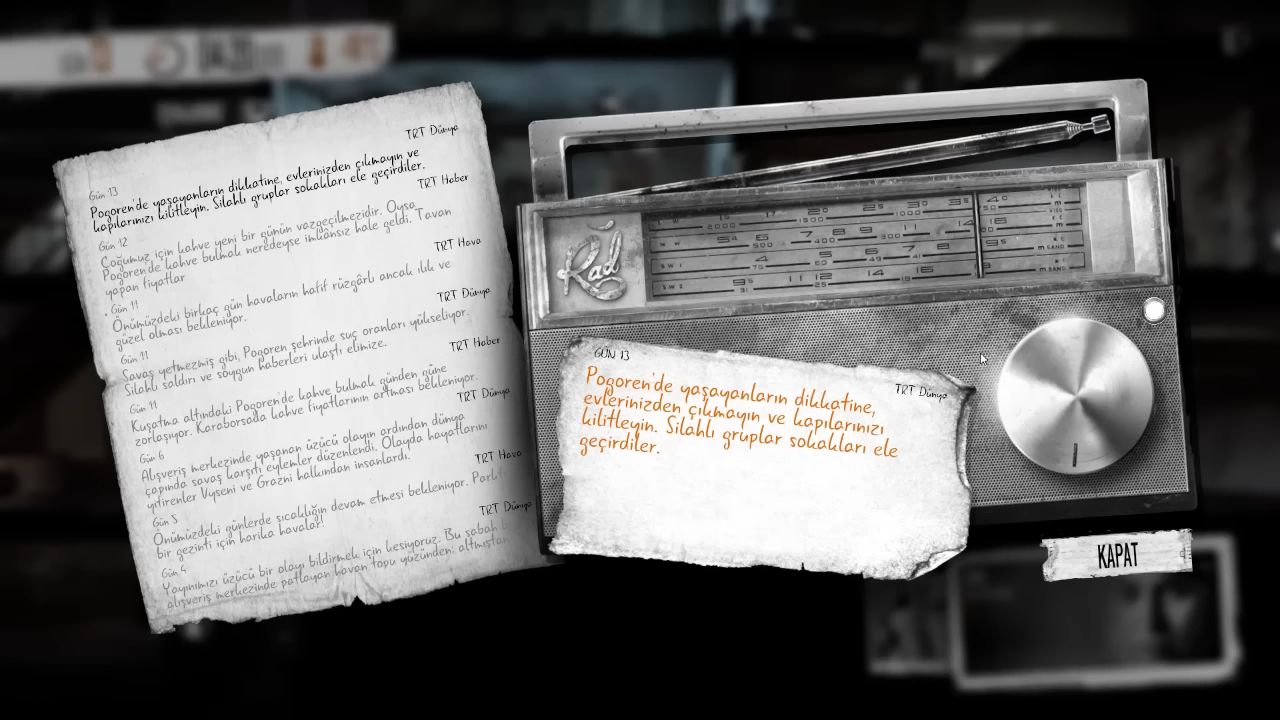 TRT Dünya
Gün 13
Pogoren'de yaşayanların dikkatine, evlerinizden çıkmayın ve
kapılarınızı kilitleyin. Silahlı gruplar sokakları ele geçirdiler.
TRT Haber
Gün 12
Çoğumuz için kahve yeni bir günün vazgeçilmezidir. Oysa
Pogoren'de kahve bulmak neredeyse imkânsız hale geldi. Tavan
yapan fiyatlar
TRT Hava
Gün 11
Önümüzdeki birkaç gün havaların hafif rüzgârlı ancak ılık ve
güzel olması bekleniyor.
TRT Dünya
Gün 11
Savaş yetmezmiş gibi, Pogoren şehrinde suç oranları yükseliyor.
Silahlı saldırı ve soygun haberleri ulaştı elimize.
TRT Haber
Gün 11
Kuşatma altındaki Pogoren'de kahve bulmak günden güne
zorlaşıyor. Karaborsada kahve fiyatlarının artması bekleniyor.
TRT Dünya
Gün 6
Alışveriş merkezinde yaşanan üzücü olayın ardından dünya
çapında savaş karşıtı eylemler düzenlendi. Olayda hayatlarını
yitirenler Vyseni ve Grazni halkından insanlardı.
TRT Hava
Gün 5
Önümüzdeki günlerde sıcaklığın devam etmesi bekleniyor.
bir gezinti için harika havalar!
TRT Dünya
Gün 4
Yayınımızı üzücü bir olayı bildirmek için kesiyoruz. Bu sabah
alışveriş merkezinde patlayan havan topu yüzünden altmıştan
Rad
GÜN 13
TRT Dünya
Pogoren'de yaşayanların dikkatine,
evlerinizden çıkmayın ve kapılarınızı
kilitleyin. Silahlı gruplar sokakları ele
geçirdiler.
KAPAT